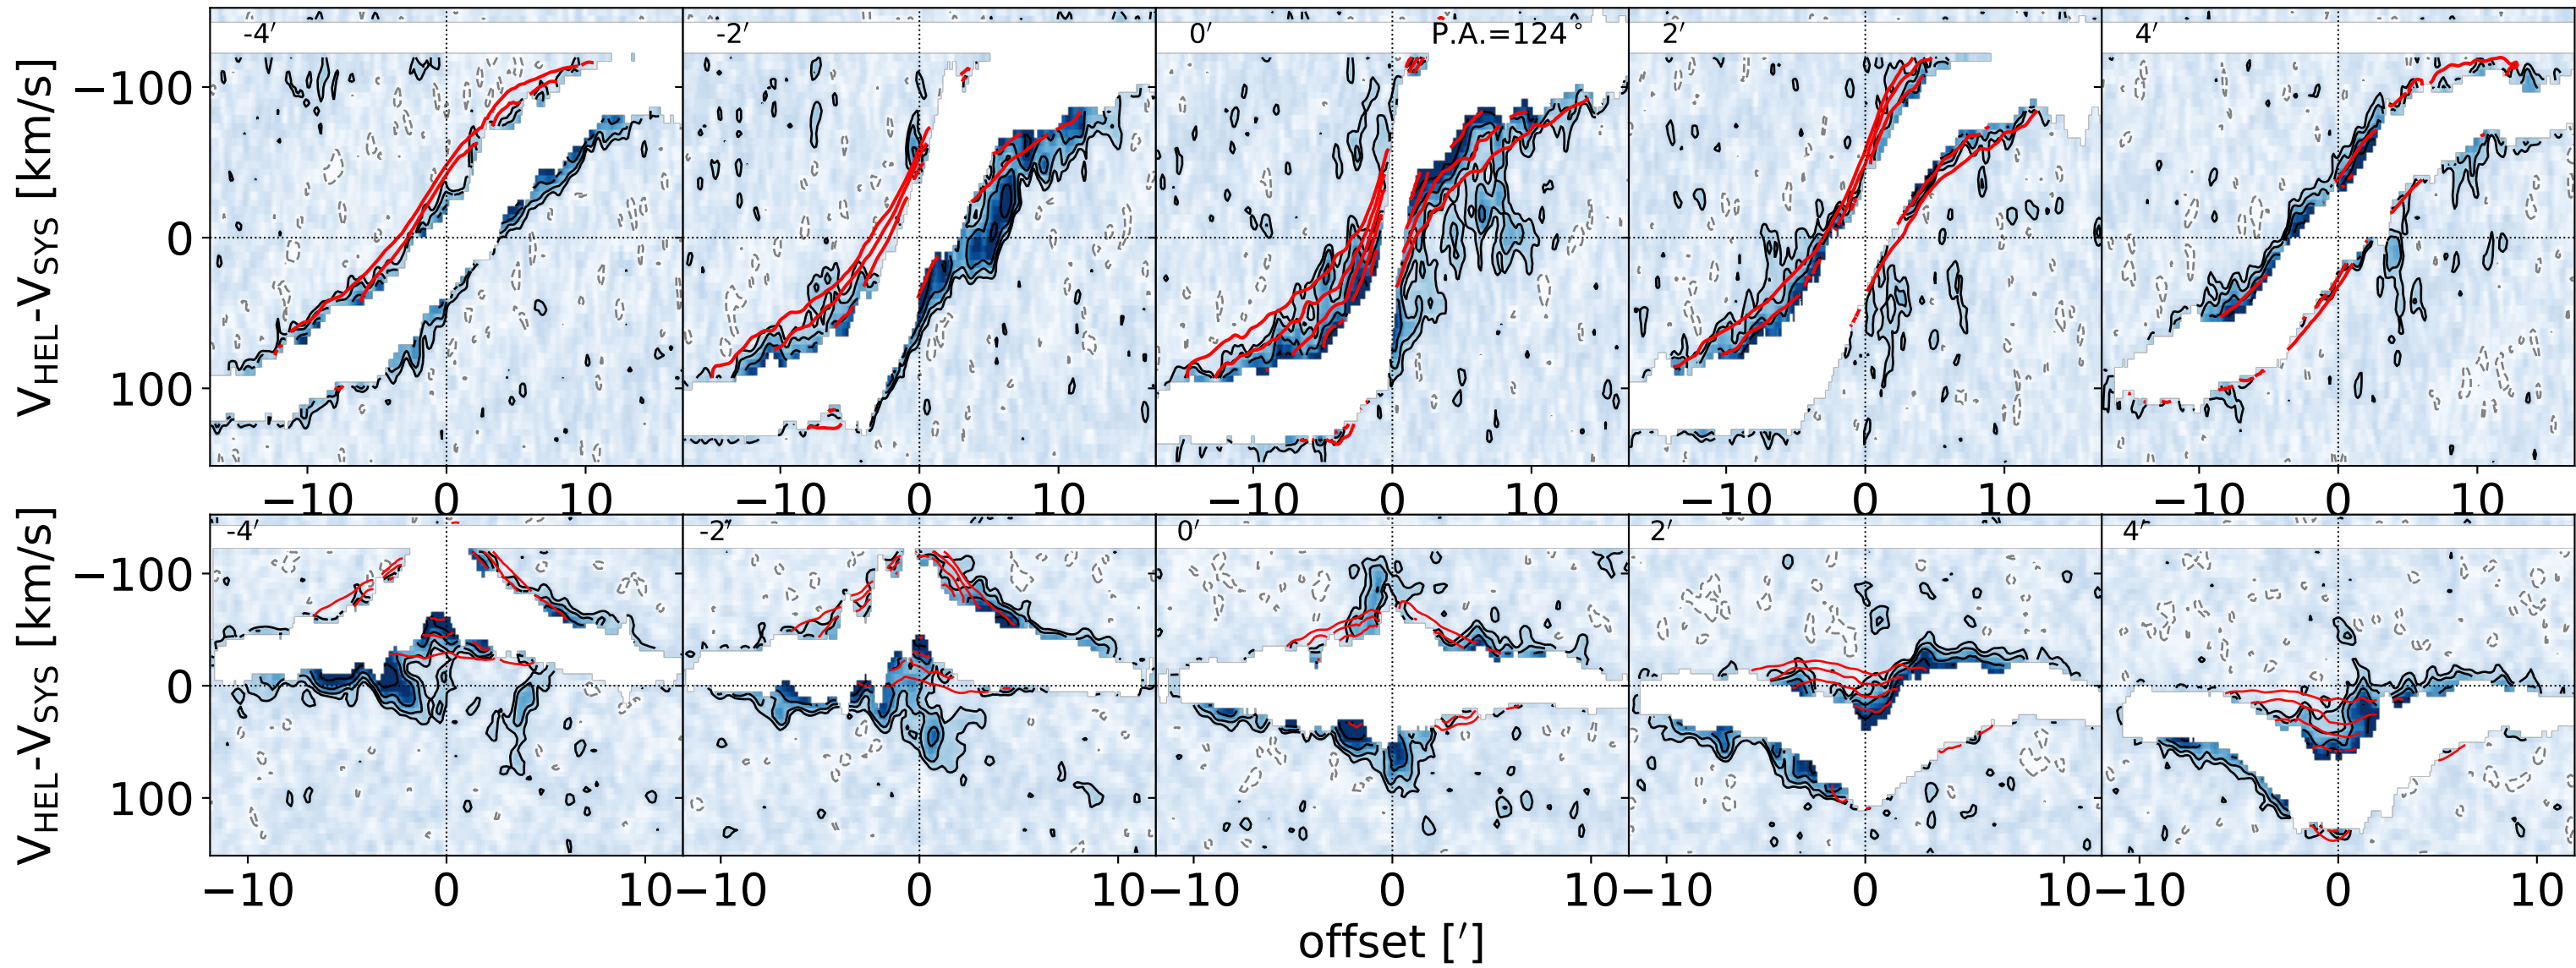 -4′ -2′ 0′ P.A.=124° 2′ 4′
V_HEL-V_SYS [km/s]
−100
0
100
−10 0 10 −10 0 10 −10 0 10 −10 0 10 −10 0 10
-4′ -2′ 0′ 2′ 4′
V_HEL-V_SYS [km/s]
−100
0
100
−10 0 10 −10 0 10 −10 0 10 −10 0 10 −10 0 10
offset [′]